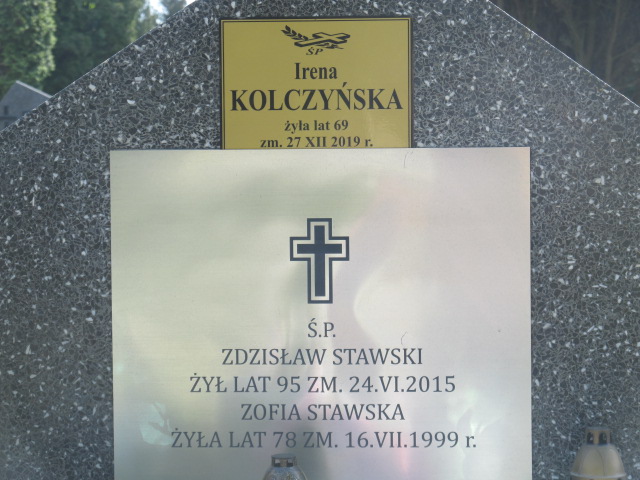 ŚP
Irena
KOLCZYŃSKA
żyła lat 69
zm. 27 XII 2019 r.
Ś.P.
ZDZISŁAW STAWSKI
ŻYŁ LAT 95 ZM. 24.VI.2015
ZOFIA STAWSKA
ŻYŁA LAT 78 ZM. 16.VII.1999 r.